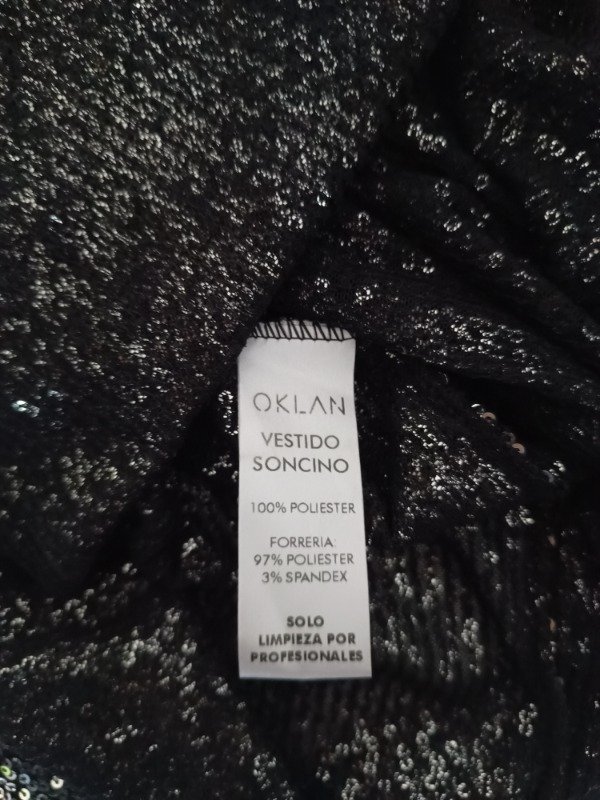 OKLAN
VESTIDO
SONCINO
100% POLIESTER
FORRERIA:
97% POLIESTER
3% SPANDEX
SOLO
LIMPIEZA POR
PROFESIONALES